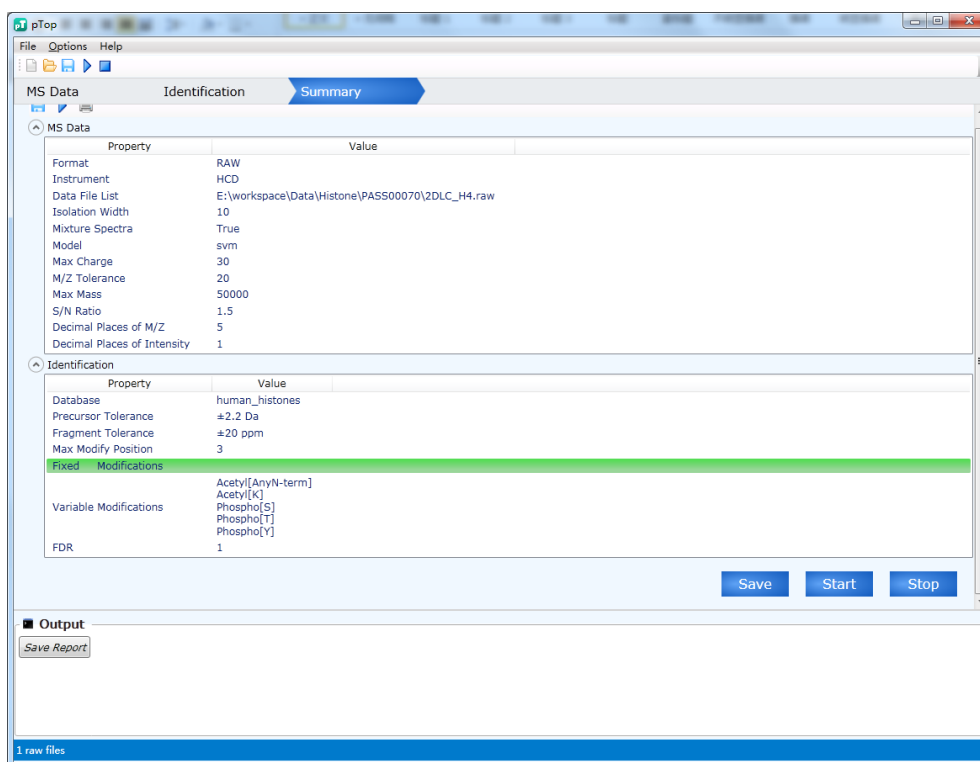 pTop
File Options Help
MS Data Identification Summary
MS Data
Property Value
Format RAW
Instrument HCD
Data File List E:\workspace\Data\Histone\PASS00070\2DLC_H4.raw
Isolation Width 10
Mixture Spectra True
Model svm
Max Charge 30
M/Z Tolerance 20
Max Mass 50000
S/N Ratio 1.5
Decimal Places of M/Z 5
Decimal Places of Intensity 1
Identification
Property Value
Database human_histones
Precursor Tolerance ±2.2 Da
Fragment Tolerance ±20 ppm
Max Modify Position 3
Fixed Modifications
Acetyl[AnyN-term]
Acetyl[K]
Variable Modifications Phospho[S]
Phospho[T]
Phospho[Y]
FDR 1
Save Start Stop
Output
Save Report
1 raw files